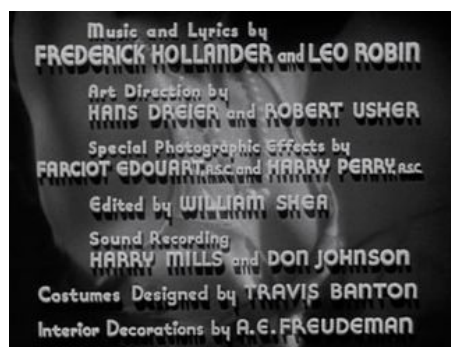 Music and Lyrics by
FREDERICK HOLLANDER and LEO ROBIN
Art Direction by
HANS DREIER and ROBERT USHER
Special Photographic Effects by
FARCIOT EDOUART, A.S.C. and HARRY PERRY, A.S.C.
Edited by WILLIAM SHEA
Sound Recording
HARRY MILLS and DON JOHNSON
Costumes Designed by TRAVIS BANTON
Interior Decorations by A.E. FREUDEMAN